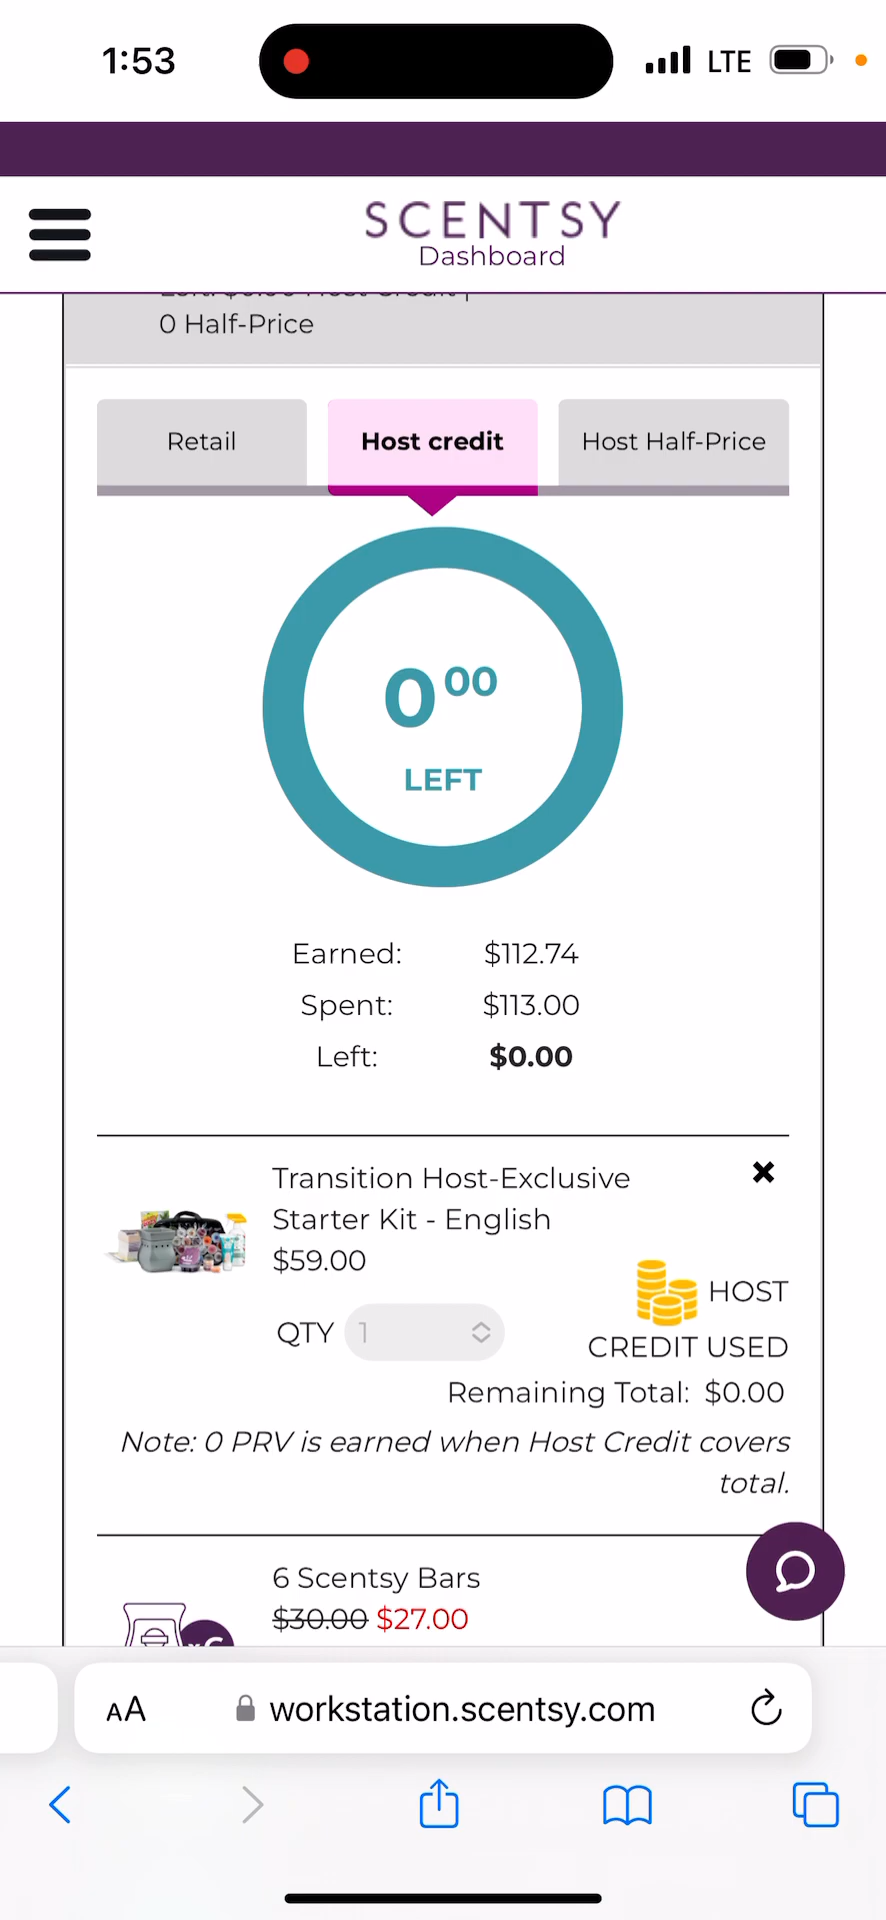 1:53
LTE
SCENTSY
Dashboard
0 Half-Price
Retail
Host credit
Host Half-Price
0 00
LEFT
Earned: $112.74
Spent: $113.00
Left: $0.00
Transition Host-Exclusive
Starter Kit - English
$59.00
QTY 1
HOST
CREDIT USED
Remaining Total: $0.00
Note: 0 PRV is earned when Host Credit covers
total.
6 Scentsy Bars
$30.00 $27.00
AA
workstation.scentsy.com